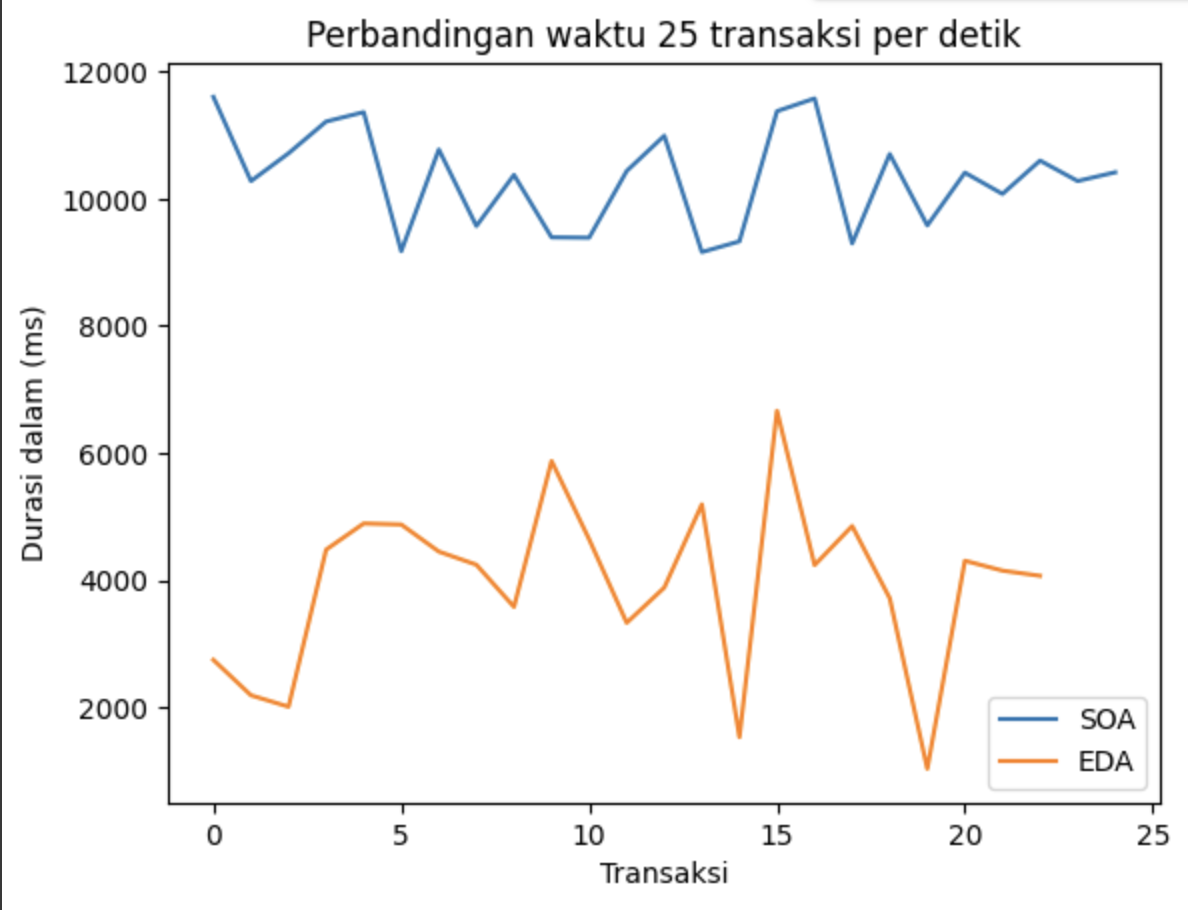 Perbandingan waktu 25 transaksi per detik
12000
10000
8000
6000
4000
2000
Durasi dalam (ms)
SOA
EDA
0 5 10 15 20 25
Transaksi